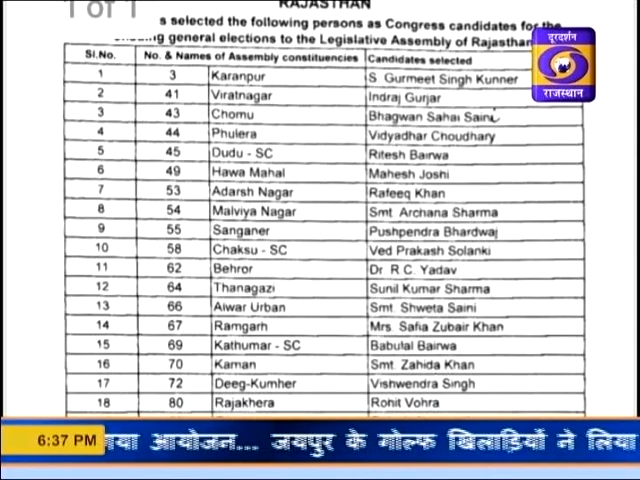 1 of 1
RAJASTHAN
s selected the following persons as Congress candidates for the
general elections to the Legislative Assembly of Rajasthan
दूरदर्शन
राजस्थान
Sl.No. No. & Names of Assembly constituencies Candidates selected
1 3 Karanpur S Gurmeet Singh Kunner
2 41 Viratnagar Indraj Gurjar
3 43 Chomu Bhagwan Sahai Saini
4 44 Phulera Vidyadhar Choudhary
5 45 Dudu - SC Ritesh Bairwa
6 49 Hawa Mahal Mahesh Joshi
7 53 Adarsh Nagar Rafeeq Khan
8 54 Malviya Nagar Smt Archana Sharma
9 55 Sanganer Pushpendra Bhardwaj
10 58 Chaksu - SC Ved Prakash Solanki
11 62 Behror Dr R.C. Yadav
12 64 Thanagazi Sunil Kumar Sharma
13 66 Alwar Urban Smt. Shweta Saini
14 67 Ramgarh Mrs. Safia Zubair Khan
15 69 Kathumar - SC Babulal Bairwa
16 70 Kaman Smt. Zahida Khan
17 72 Deeg-Kumher Vishwendra Singh
18 80 Rajakhera Rohit Vohra
6:37 PM आयोजन... जयपुर के गोल्फ खिलाड़ियों ने लिया